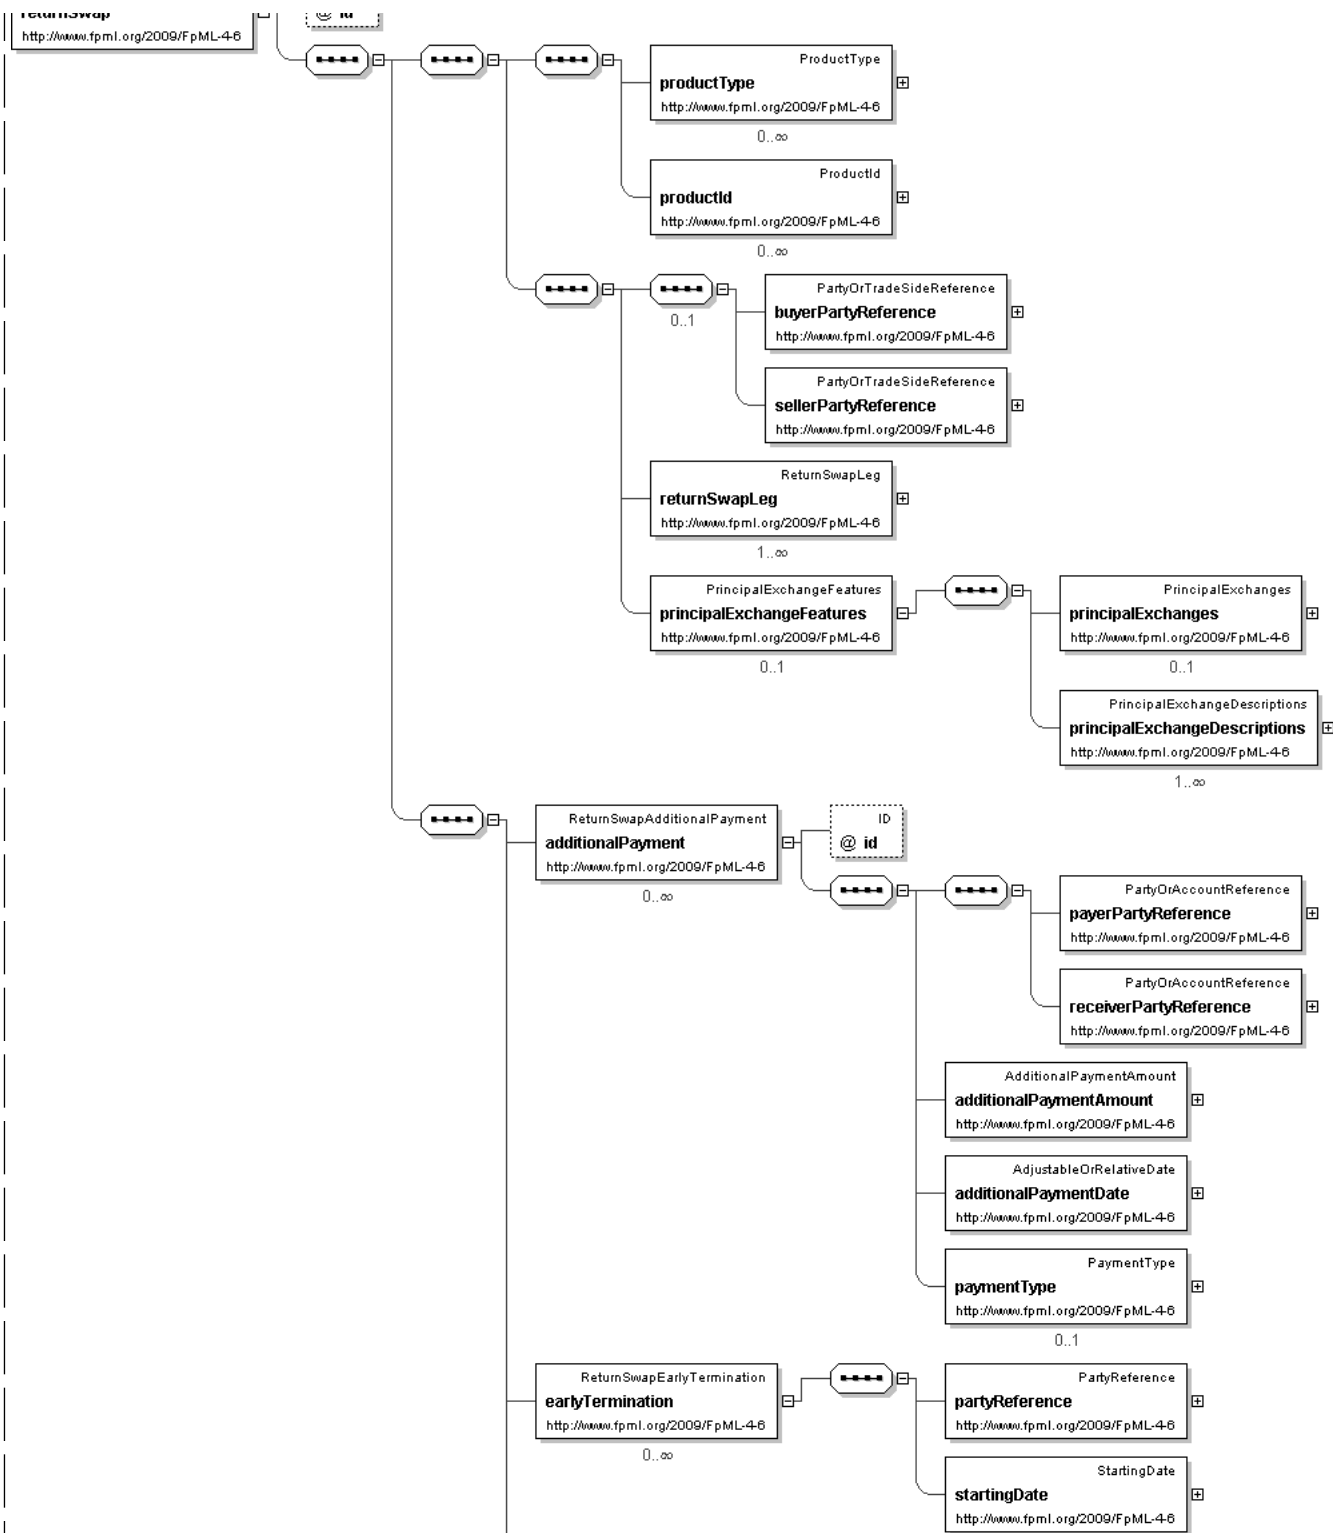 returnSwap
@ id
http://www.fpml.org/2009/FpML-4-6
ProductType
productType
http://www.fpml.org/2009/FpML-4-6
0..∞
ProductId
productId
http://www.fpml.org/2009/FpML-4-6
0..∞
PartyOrTradeSideReference
buyerPartyReference
http://www.fpml.org/2009/FpML-4-6
0..1
PartyOrTradeSideReference
sellerPartyReference
http://www.fpml.org/2009/FpML-4-6
ReturnSwapLeg
returnSwapLeg
http://www.fpml.org/2009/FpML-4-6
1..∞
PrincipalExchangeFeatures
principalExchangeFeatures
http://www.fpml.org/2009/FpML-4-6
0..1
PrincipalExchanges
principalExchanges
http://www.fpml.org/2009/FpML-4-6
0..1
PrincipalExchangeDescriptions
principalExchangeDescriptions
http://www.fpml.org/2009/FpML-4-6
1..∞
ReturnSwapAdditionalPayment
additionalPayment
http://www.fpml.org/2009/FpML-4-6
0..∞
ID
@ id
PartyOrAccountReference
payerPartyReference
http://www.fpml.org/2009/FpML-4-6
PartyOrAccountReference
receiverPartyReference
http://www.fpml.org/2009/FpML-4-6
AdditionalPaymentAmount
additionalPaymentAmount
http://www.fpml.org/2009/FpML-4-6
AdjustableOrRelativeDate
additionalPaymentDate
http://www.fpml.org/2009/FpML-4-6
PaymentType
paymentType
http://www.fpml.org/2009/FpML-4-6
0..1
ReturnSwapEarlyTermination
earlyTermination
http://www.fpml.org/2009/FpML-4-6
0..∞
PartyReference
partyReference
http://www.fpml.org/2009/FpML-4-6
StartingDate
startingDate
http://www.fpml.org/2009/FpML-4-6